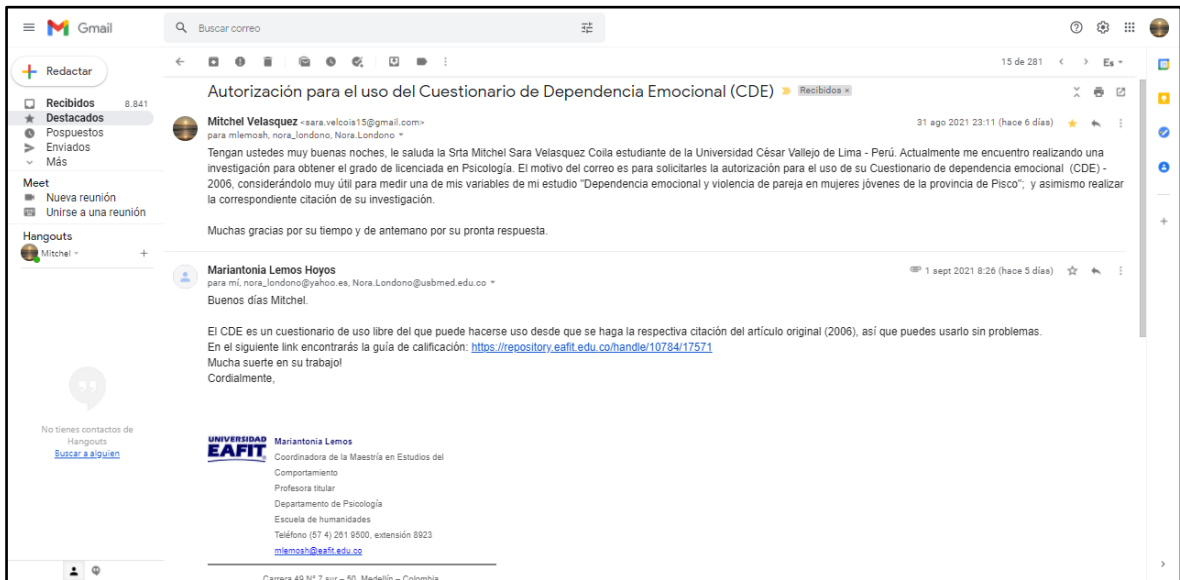 Gmail
Buscar correo
Redactar
15 de 281
Es
Recibidos 8.841
Destacados
Pospuestos
Enviados
Más
Meet
Nueva reunión
Unirse a una reunión
Hangouts
Mitchel
No tienes contactos de
Hangouts
Buscar a alguien
Autorización para el uso del Cuestionario de Dependencia Emocional (CDE) Recibidos ×
Mitchel Velasquez <sara.velcois15@gmail.com> 31 ago 2021 23:11 (hace 6 días)
para mlemosh, nora_londono, Nora.Londono
Tengan ustedes muy buenas noches, le saluda la Srta Mitchel Sara Velasquez Coila estudiante de la Universidad César Vallejo de Lima - Perú. Actualmente me encuentro realizando una
investigación para obtener el grado de licenciada en Psicología. El motivo del correo es para solicitarles la autorización para el uso de su Cuestionario de dependencia emocional (CDE) -
2006, considerándolo muy útil para medir una de mis variables de mi estudio "Dependencia emocional y violencia de pareja en mujeres jóvenes de la provincia de Pisco"; y asimismo realizar
la correspondiente citación de su investigación.
Muchas gracias por su tiempo y de antemano por su pronta respuesta.
Mariantonia Lemos Hoyos 1 sept 2021 8:26 (hace 5 días)
para mí, nora_londono@yahoo.es, Nora.Londono@usbmed.edu.co
Buenos días Mitchel.
El CDE es un cuestionario de uso libre del que puede hacerse uso desde que se haga la respectiva citación del artículo original (2006), así que puedes usarlo sin problemas.
En el siguiente link encontrarás la guía de calificación: https://repository.eafit.edu.co/handle/10784/17571
Mucha suerte en su trabajo!
Cordialmente,
UNIVERSIDAD
EAFIT
Mariantonia Lemos
Coordinadora de la Maestría en Estudios del
Comportamiento
Profesora titular
Departamento de Psicología
Escuela de humanidades
Teléfono (57 4) 261 9500, extensión 8923
mlemosh@eafit.edu.co
Carrera 49 N° 7 sur – 50, Medellín – Colombia